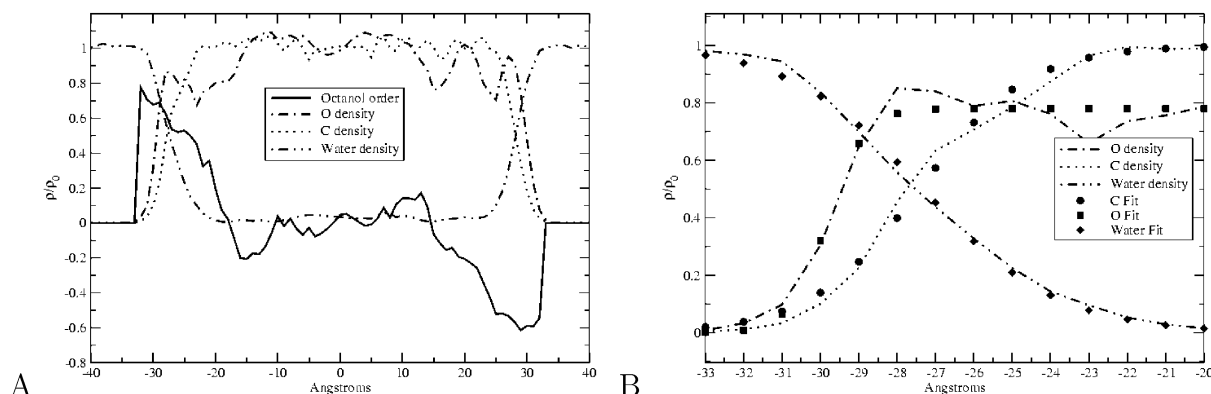 1
0.8
0.6
0.4
0.2
0
0.2
0.4
0.6
0.8
-40
-30
-20
-10
0
10
20
30
40
ρ/ρ0
Angstroms
Octanol order
O density
C density
Water density
A
1
0.8
0.6
0.4
0.2
0
-33
-32
-31
-30
-29
-28
-27
-26
-25
-24
-23
-22
-21
-20
ρ/ρ0
Angstroms
O density
C density
Water density
C Fit
O Fit
Water Fit
B